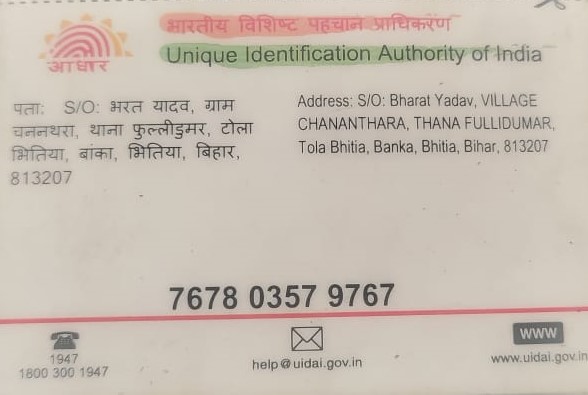 भारतीय विशिष्ट पहचान प्राधिकरण
Unique Identification Authority of India
आधार
पता: S/O: भरत यादव, ग्राम
चननथरा, थाना फुल्लीडुमर, टोला
भितिया, बांका, भितिया, बिहार,
813207
Address: S/O: Bharat Yadav, VILLAGE
CHANANTHARA, THANA FULLIDUMAR,
Tola Bhitia, Banka, Bhitia, Bihar, 813207
7678 0357 9767
1947
1800 300 1947
help@uidai.gov.in
WWW
www.uidai.gov.in